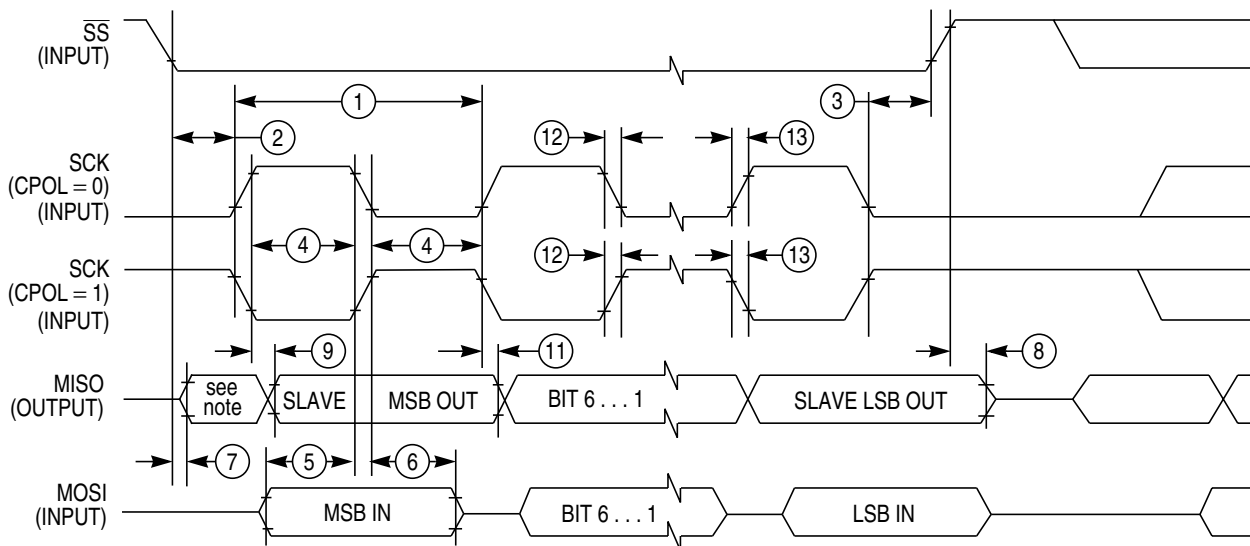 SS
(INPUT)
1
3
2
12
13
SCK
(CPOL = 0)
(INPUT)
4
4
12
13
SCK
(CPOL = 1)
(INPUT)
9
11
8
MISO
(OUTPUT)
see
note
SLAVE
MSB OUT
BIT 6 . . . 1
SLAVE LSB OUT
7
5
6
MOSI
(INPUT)
MSB IN
BIT 6 . . . 1
LSB IN